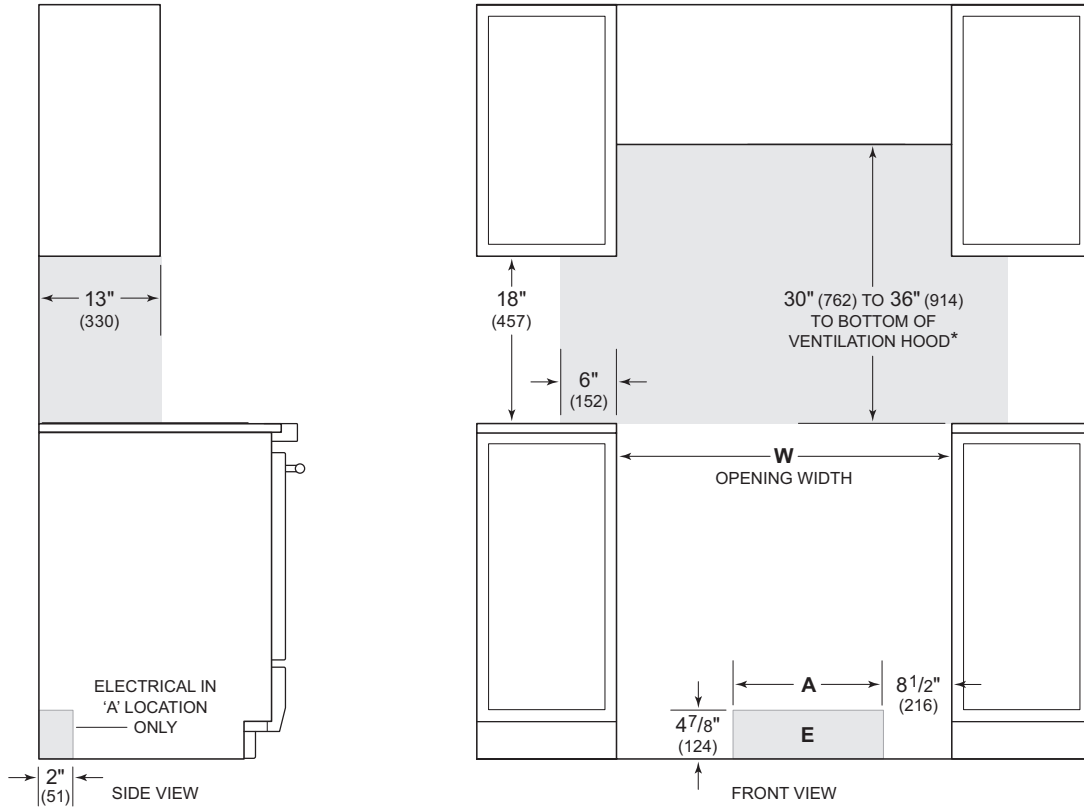 13"
(330)
ELECTRICAL IN
‘A’ LOCATION
ONLY
2"
(51)
SIDE VIEW
18"
(457)
30" (762) TO 36" (914)
TO BOTTOM OF
VENTILATION HOOD*
6"
(152)
W
OPENING WIDTH
A
8 1/2"
(216)
4 7/8"
(124)
E
FRONT VIEW